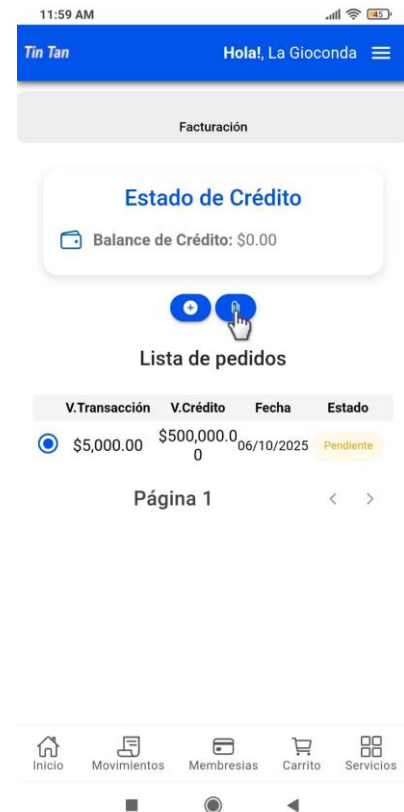 11:59 AM 45
Tin Tan Hola!, La Gioconda
Facturación
Estado de Crédito
Balance de Crédito: $0.00
Lista de pedidos
V.Transacción V.Crédito Fecha Estado
$5,000.00 $500,000.0 06/10/2025 Pendiente
0
Página 1
Inicio Movimientos Membresias Carrito Servicios